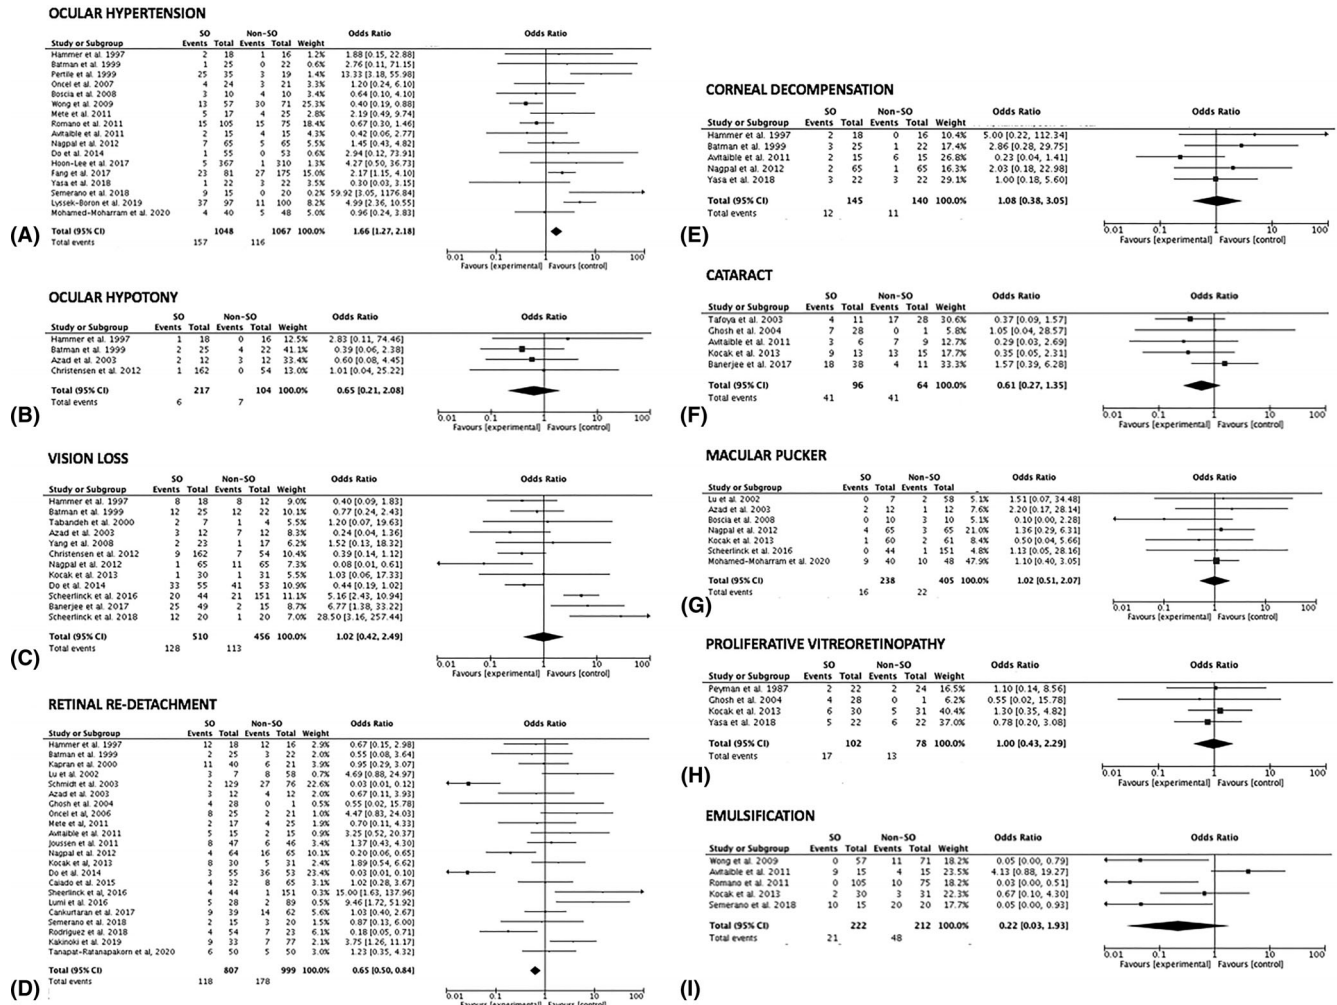 OCULAR HYPERTENSION
SO Non-SO Odds Ratio Odds Ratio
Study or Subgroup Events Total Events Total Weight
Hammer et al. 1997 2 18 1 16 1.2% 1.88 [0.15, 22.88]
Batman et al. 1999 1 25 0 22 0.6% 2.76 [0.11, 71.15]
Pertile et al. 1999 25 35 3 19 1.4% 13.33 [3.18, 55.98]
Oncel et al. 2007 4 24 3 21 3.3% 1.20 [0.24, 6.10]
Boscia et al. 2008 3 10 4 10 3.4% 0.64 [0.10, 4.10]
Wong et al. 2009 13 57 30 71 25.3% 0.40 [0.19, 0.88]
Mete et al. 2011 5 17 4 25 2.8% 2.19 [0.49, 9.74]
Romano et al. 2011 15 105 15 75 18.4% 0.67 [0.30, 1.46]
Avitaible et al. 2011 2 15 4 15 4.2% 0.42 [0.06, 2.77]
Nagpal et al. 2012 7 65 5 65 5.4% 1.45 [0.43, 4.82]
Do et al. 2014 1 55 0 53 0.6% 2.94 [0.12, 73.91]
Hoon-Lee et al. 2017 5 367 1 310 1.3% 4.27 [0.50, 36.73]
Fang et al. 2017 23 81 27 175 15.0% 2.17 [1.15, 4.10]
Yasa et al. 2018 1 22 3 22 3.5% 0.30 [0.03, 3.15]
Semerano et al. 2018 9 15 0 20 0.2% 59.92 [3.05, 1176.84]
Lyssek-Boron et al. 2019 37 97 11 100 8.2% 4.99 [2.36, 10.55]
Mohamed-Moharram et al. 2020 4 40 5 48 5.0% 0.96 [0.24, 3.83]
Total (95% CI) 1048 1067 100.0% 1.66 [1.27, 2.18]
Total events 157 116
0.01 0.1 1 10 100
Favours [experimental] Favours [control]
(A)
OCULAR HYPOTONY
SO Non-SO Odds Ratio Odds Ratio
Study or Subgroup Events Total Events Total Weight
Hammer et al. 1997 1 18 0 16 12.5% 2.83 [0.11, 74.46]
Batman et al. 1999 2 25 4 22 41.1% 0.39 [0.06, 2.38]
Azad et al. 2003 2 12 3 12 33.4% 0.60 [0.08, 4.45]
Christensen et al. 2012 1 162 0 54 13.0% 1.01 [0.04, 25.22]
Total (95% CI) 217 104 100.0% 0.65 [0.21, 2.08]
Total events 6 7
0.01 0.1 1 10 100
Favours [experimental] Favours [control]
(B)
VISION LOSS
SO Non-SO Odds Ratio Odds Ratio
Study or Subgroup Events Total Events Total Weight
Hammer et al. 1997 8 18 8 12 9.0% 0.40 [0.09, 1.83]
Batman et al. 1999 12 25 12 22 10.1% 0.77 [0.24, 2.43]
Tabandeh et al. 2000 2 7 1 4 5.5% 1.20 [0.07, 19.63]
Azad et al. 2003 3 12 7 12 8.3% 0.24 [0.04, 1.36]
Yang et al. 2008 2 23 1 17 6.2% 1.52 [0.13, 18.32]
Christensen et al. 2012 9 162 7 54 10.4% 0.39 [0.14, 1.12]
Nagpal et al. 2012 1 65 11 65 7.0% 0.08 [0.01, 0.61]
Kocak et al. 2013 1 30 1 31 5.6% 1.03 [0.06, 17.33]
Do et al. 2014 33 55 41 53 10.9% 0.44 [0.19, 1.02]
Scheerlinck et al. 2016 20 44 21 151 11.1% 5.16 [2.43, 10.94]
Banerjee et al. 2017 25 49 2 15 8.7% 6.77 [1.38, 33.22]
Scheerlinck et al. 2018 12 20 1 20 7.0% 28.50 [3.16, 257.44]
Total (95% CI) 510 456 100.0% 1.02 [0.42, 2.49]
Total events 128 113
0.01 0.1 1 10 100
Favours [experimental] Favours [control]
(C)
RETINAL RE-DETACHMENT
SO Non-SO Odds Ratio Odds Ratio
Study or Subgroup Events Total Events Total Weight
Hammer et al. 1997 12 18 12 16 2.9% 0.67 [0.15, 2.98]
Batman et al. 1999 2 25 3 22 2.0% 0.55 [0.08, 3.64]
Kapran et al. 2000 11 40 6 21 4.1% 0.95 [0.29, 3.07]
Lu et al. 2002 3 7 8 58 0.7% 4.69 [0.88, 24.97]
Schmidt et al. 2003 2 129 27 76 22.6% 0.03 [0.01, 0.12]
Azad et al. 2003 3 12 4 12 2.0% 0.67 [0.11, 3.93]
Ghosh et al. 2004 4 28 0 1 0.5% 0.55 [0.02, 15.78]
Oncel et al, 2006 8 25 2 21 1.0% 4.47 [0.83, 24.03]
Mete et al, 2011 2 17 4 25 1.9% 0.70 [0.11, 4.33]
Avitaible et al. 2011 5 15 2 15 0.9% 3.25 [0.52, 20.37]
Joussen et al. 2011 8 47 6 46 3.3% 1.37 [0.43, 4.30]
Nagpal et al. 2012 4 64 16 65 10.1% 0.20 [0.06, 0.65]
Kocak et al, 2013 8 30 5 31 2.4% 1.89 [0.54, 6.62]
Do et al. 2014 3 55 36 53 23.4% 0.03 [0.01, 0.10]
Caiado et al. 2015 4 32 8 65 3.1% 1.02 [0.28, 3.67]
Sheerlinck et al, 2016 4 44 1 151 0.3% 15.00 [1.63, 137.96]
Lumi et al. 2016 5 28 2 89 0.5% 9.46 [1.72, 51.92]
Cankurtaran et al. 2017 9 39 14 62 5.6% 1.03 [0.40, 2.67]
Semerano et al. 2018 2 15 3 20 1.5% 0.87 [0.13, 6.00]
Rodriguez et al. 2018 4 54 7 23 6.1% 0.18 [0.05, 0.71]
Kakinoki et al. 2019 9 33 7 77 2.1% 3.75 [1.26, 11.17]
Tanapat-Ratanapakorn et al, 2020 6 50 5 50 3.0% 1.23 [0.35, 4.32]
Total (95% CI) 807 999 100.0% 0.65 [0.50, 0.84]
Total events 118 178
0.01 0.1 1 10 100
Favours [experimental] Favours [control]
(D)
CORNEAL DECOMPENSATION
SO Non-SO Odds Ratio Odds Ratio
Study or Subgroup Events Total Events Total Weight
Hammer et al. 1997 2 18 0 16 10.4% 5.00 [0.22, 112.34]
Batman et al. 1999 3 25 1 22 17.4% 2.86 [0.28, 29.75]
Avitaible et al. 2011 2 15 6 15 26.8% 0.23 [0.04, 1.41]
Nagpal et al. 2012 2 65 1 65 16.3% 2.03 [0.18, 22.98]
Yasa et al. 2018 3 22 3 22 29.1% 1.00 [0.18, 5.60]
Total (95% CI) 145 140 100.0% 1.08 [0.38, 3.05]
Total events 12 11
0.01 0.1 1 10 100
Favours [experimental] Favours [control]
(E)
CATARACT
SO Non-SO Odds Ratio Odds Ratio
Study or Subgroup Events Total Events Total Weight
Tafoya et al. 2003 4 11 17 28 30.6% 0.37 [0.09, 1.57]
Ghosh et al. 2004 7 28 0 1 5.8% 1.05 [0.04, 28.57]
Avitaible et al. 2011 3 6 7 9 12.7% 0.29 [0.03, 2.69]
Kocak et al. 2013 9 13 13 15 17.7% 0.35 [0.05, 2.31]
Banerjee et al. 2017 18 38 4 11 33.3% 1.57 [0.39, 6.28]
Total (95% CI) 96 64 100.0% 0.61 [0.27, 1.35]
Total events 41 41
0.01 0.1 1 10 100
Favours [experimental] Favours [control]
(F)
MACULAR PUCKER
SO Non-SO Odds Ratio Odds Ratio
Study or Subgroup Events Total Events Total Weight
Lu et al. 2002 0 7 2 58 5.1% 1.51 [0.07, 34.48]
Azad et al. 2003 2 12 1 12 7.6% 2.20 [0.17, 28.14]
Boscia et al. 2008 0 10 3 10 5.1% 0.10 [0.00, 2.28]
Nagpal et al. 2012 4 65 3 65 21.0% 1.36 [0.29, 6.31]
Kocak et al. 2013 1 60 2 61 8.4% 0.50 [0.04, 5.66]
Scheerlinck et al. 2016 0 44 1 151 4.8% 1.13 [0.05, 28.16]
Mohamed-Moharram et al. 2020 9 40 10 48 47.9% 1.10 [0.40, 3.05]
Total (95% CI) 238 405 100.0% 1.02 [0.51, 2.07]
Total events 16 22
0.01 0.1 1 10 100
Favours [experimental] Favours [control]
(G)
PROLIFERATIVE VITREORETINOPATHY
SO Non-SO Odds Ratio Odds Ratio
Study or Subgroup Events Total Events Total Weight
Peyman et al. 1987 2 22 2 24 16.5% 1.10 [0.14, 8.56]
Ghosh et al. 2004 4 28 0 1 6.2% 0.55 [0.02, 15.78]
Kocak et al. 2013 6 30 5 31 40.4% 1.30 [0.35, 4.82]
Yasa et al. 2018 5 22 6 22 37.0% 0.78 [0.20, 3.08]
Total (95% CI) 102 78 100.0% 1.00 [0.43, 2.29]
Total events 17 13
0.01 0.1 1 10 100
Favours [experimental] Favours [control]
(H)
EMULSIFICATION
SO Non-SO Odds Ratio Odds Ratio
Study or Subgroup Events Total Events Total Weight
Wong et al. 2009 0 57 11 71 18.2% 0.05 [0.00, 0.79]
Avitaible et al. 2011 9 15 4 15 23.5% 4.13 [0.88, 19.27]
Romano et al. 2011 0 105 10 75 18.2% 0.03 [0.00, 0.51]
Kocak et al. 2013 2 30 3 31 22.3% 0.67 [0.10, 4.30]
Semerano et al. 2018 10 15 20 20 17.7% 0.05 [0.00, 0.93]
Total (95% CI) 222 212 100.0% 0.22 [0.03, 1.93]
Total events 21 48
0.01 0.1 1 10 100
Favours [experimental] Favours [control]
(I)